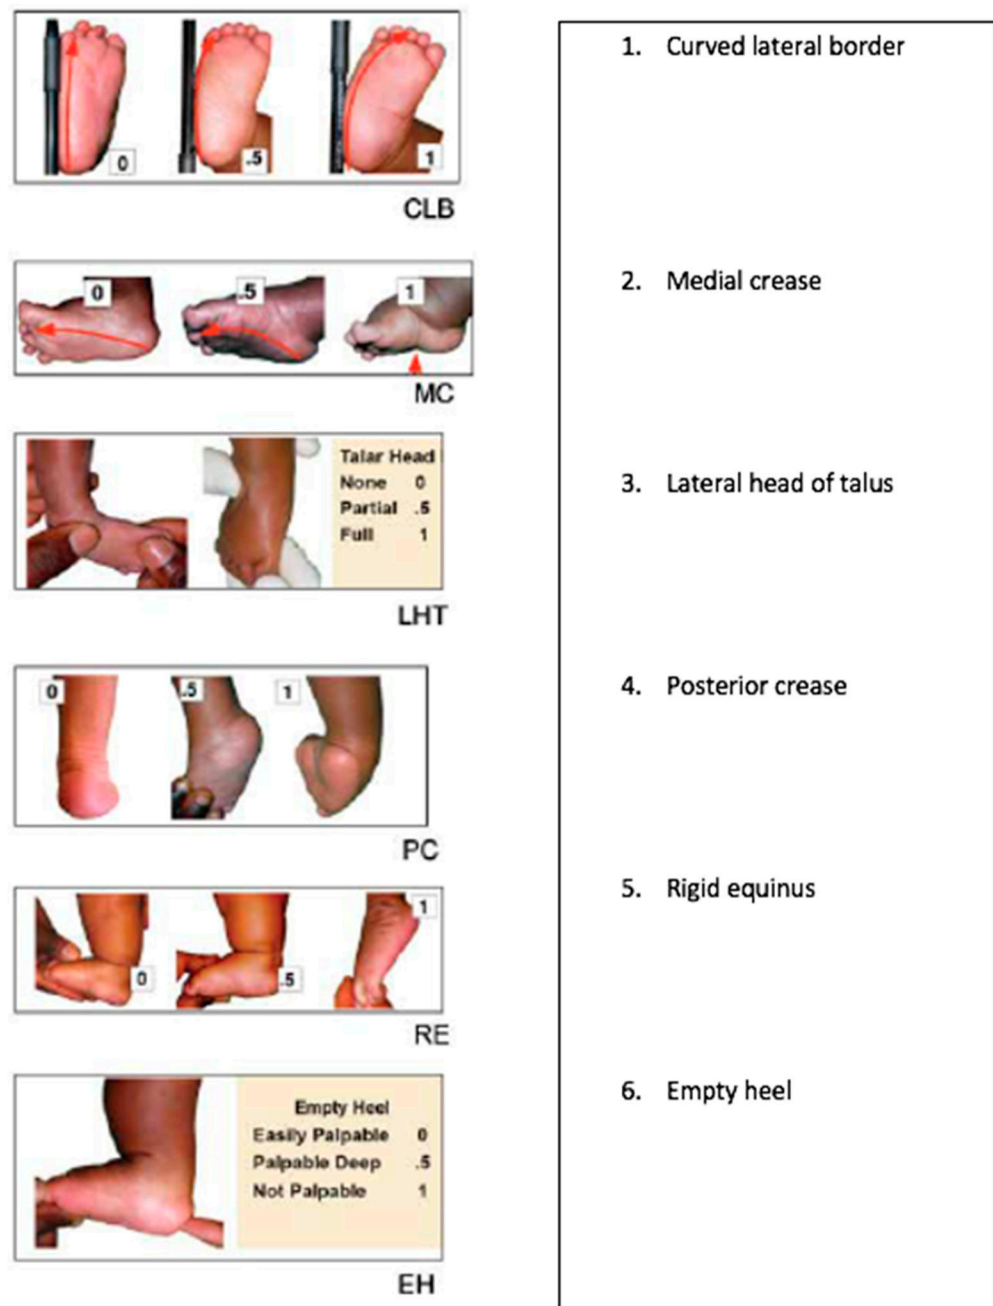 0
.5
1
CLB
1. Curved lateral border
0
.5
1
MC
2. Medial crease
Talar Head
None 0
Partial .5
Full 1
LHT
3. Lateral head of talus
0
.5
1
PC
4. Posterior crease
0
.5
1
RE
5. Rigid equinus
Empty Heel
Easily Palpable 0
Palpable Deep .5
Not Palpable 1
EH
6. Empty heel